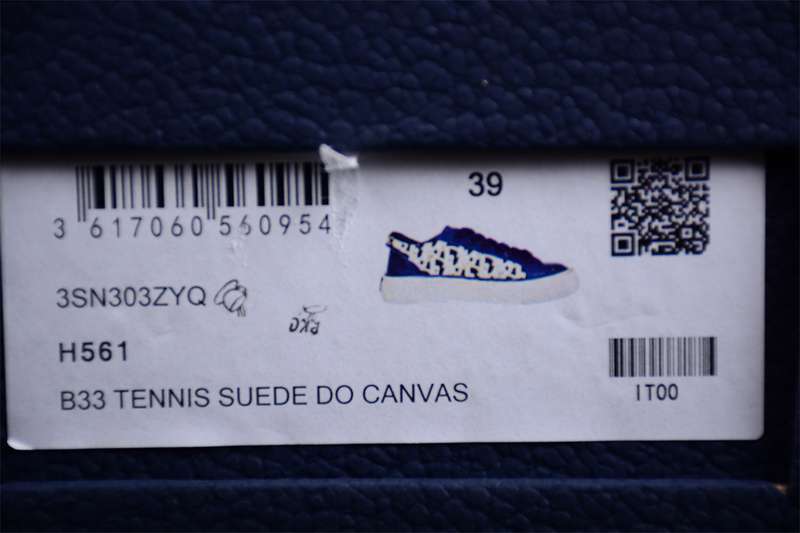 39
3 617060 560954
3SN303ZYQ
H561
IT00
B33 TENNIS SUEDE DO CANVAS